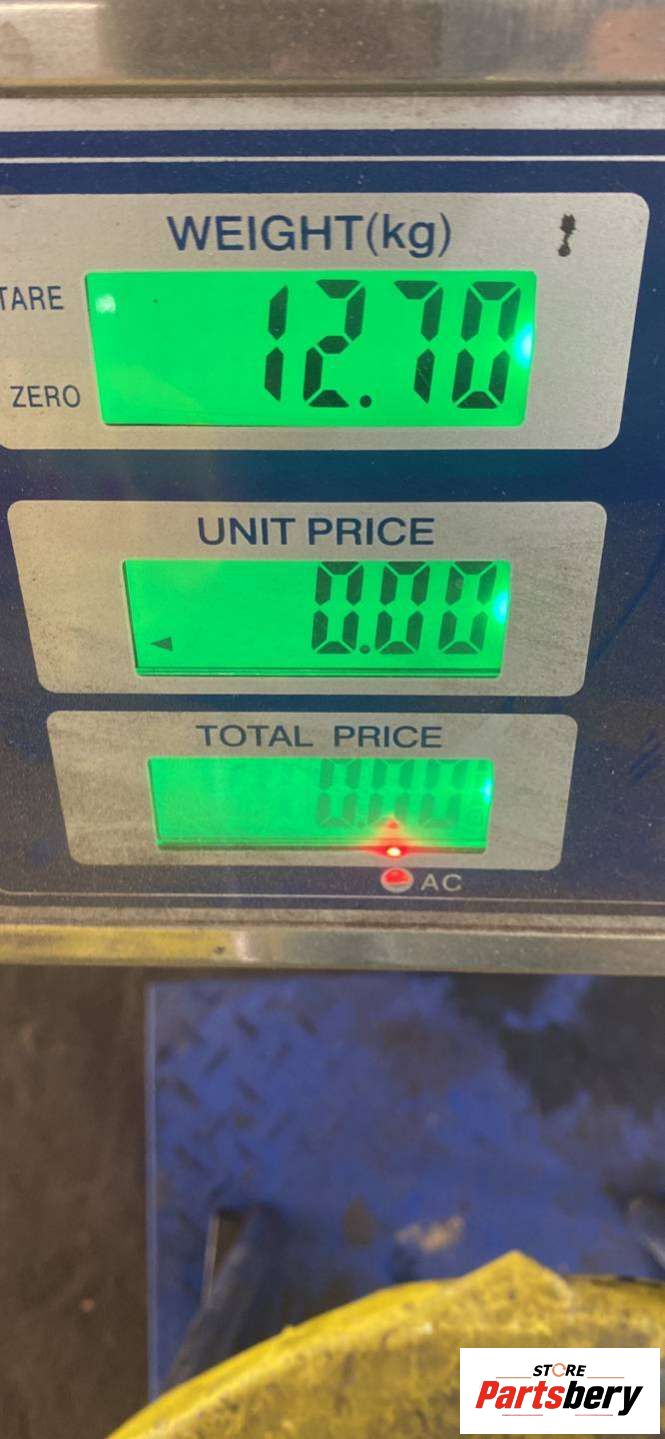 WEIGHT(kg)
TARE
12.70
ZERO
UNIT PRICE
0.00
TOTAL PRICE
0.00
AC
STORE
Partsbery